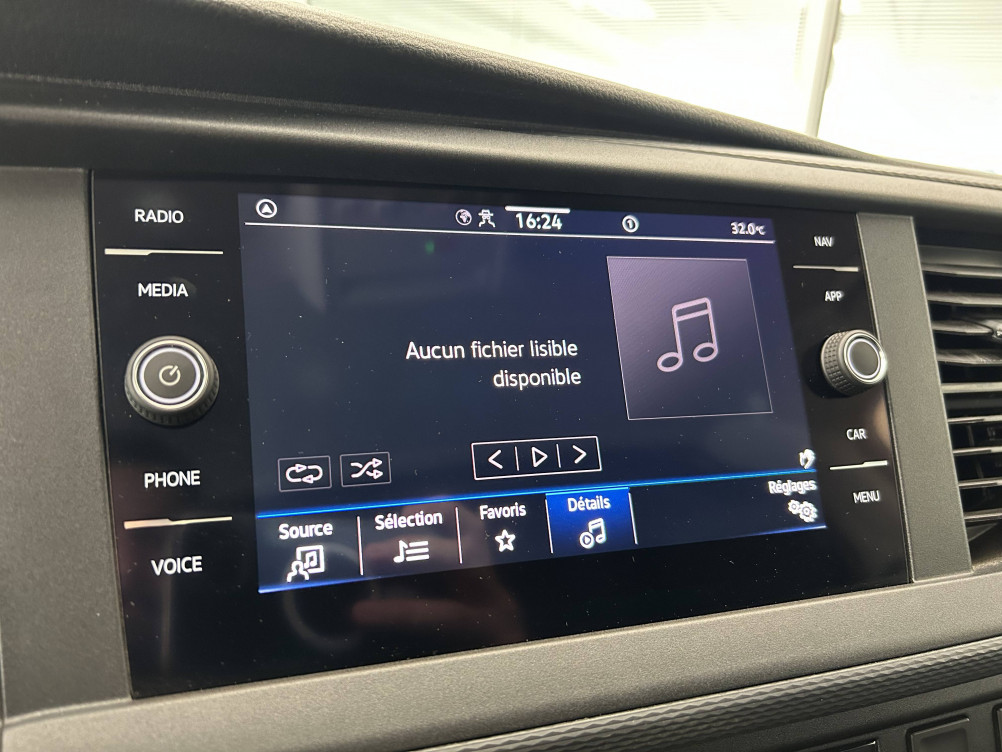 RADIO
MEDIA
PHONE
VOICE
16:24
32.0°C
Aucun fichier lisible
disponible
Source
Sélection
Favoris
Détails
Réglages
NAV
APP
CAR
MENU